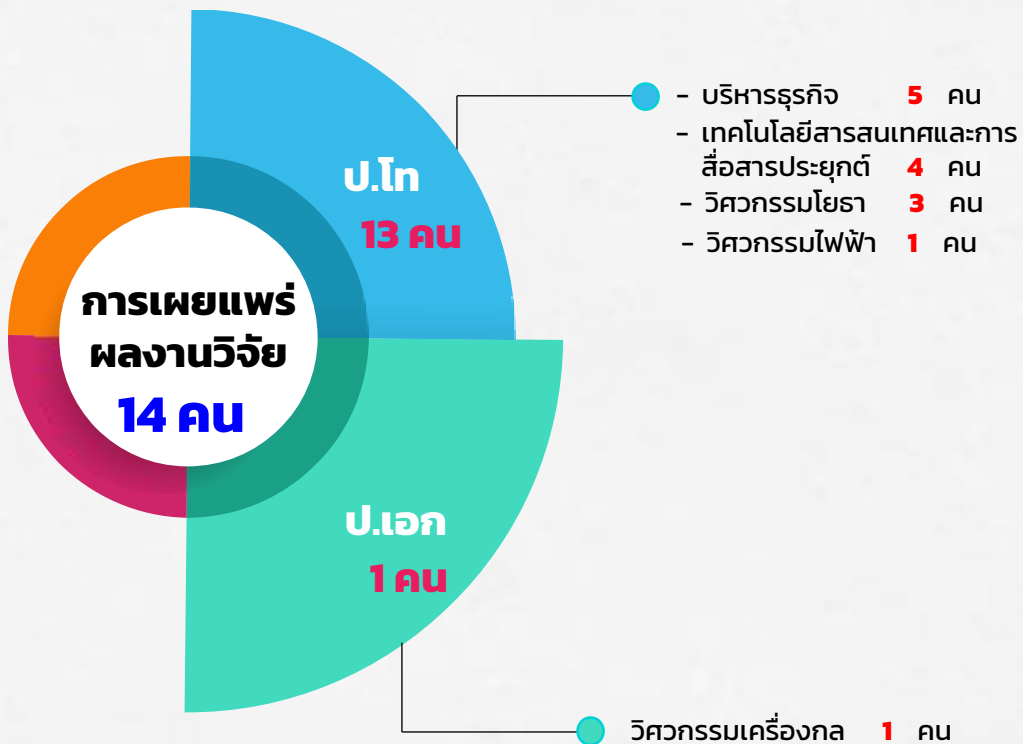 การเผยแพร่
ผลงานวิจัย
14 คน
ป.โท
13 คน
- บริหารธุรกิจ 5 คน
- เทคโนโลยีสารสนเทศและการ
สื่อสารประยุกต์ 4 คน
- วิศวกรรมโยธา 3 คน
- วิศวกรรมไฟฟ้า 1 คน
ป.เอก
1 คน
วิศวกรรมเครื่องกล 1 คน